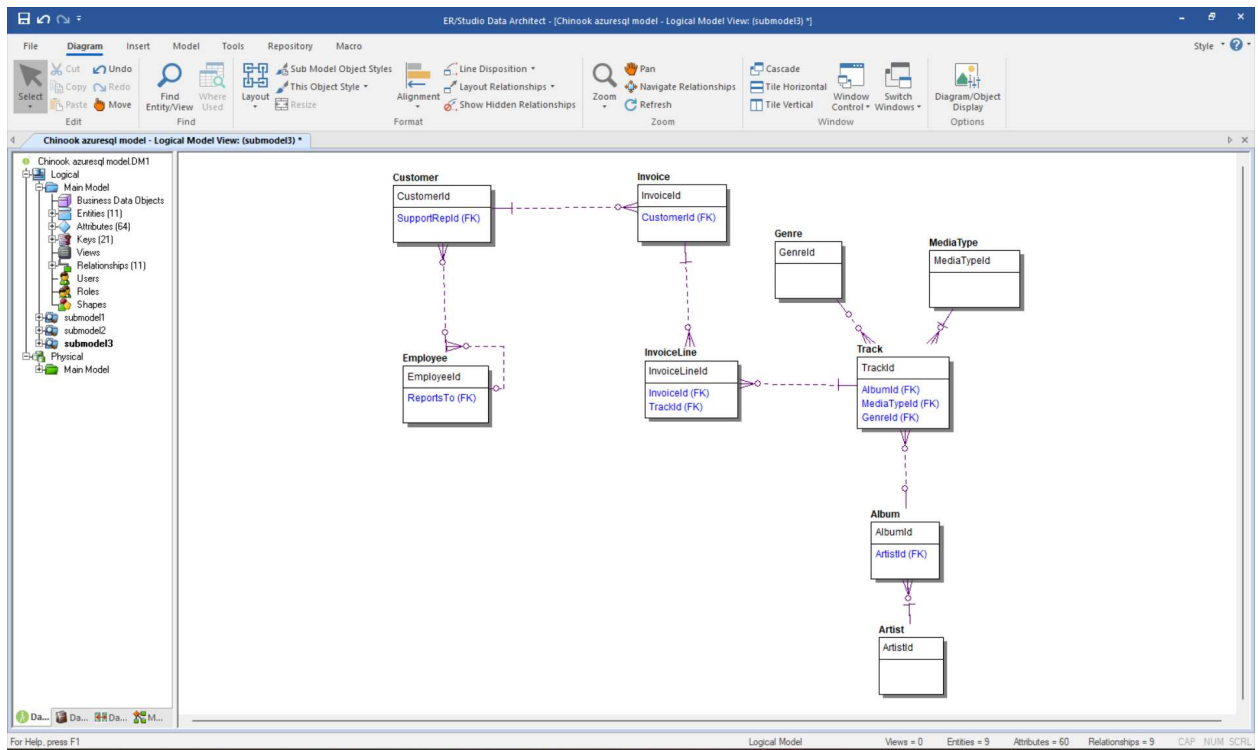 ER/Studio Data Architect - [Chinook azuresql model - Logical Model View: (submodel3) *]
File Diagram Insert Model Tools Repository Macro Style
Select
Cut Undo
Copy Redo
Paste Move
Edit
Find Entity/View
Where Used
Find
Layout
Sub Model Object Styles
This Object Style
Resize
Alignment
Line Disposition
Layout Relationships
Show Hidden Relationships
Format
Zoom
Pan
Navigate Relationships
Refresh
Zoom
Cascade
Tile Horizontal
Tile Vertical
Window Control
Switch Windows
Window
Diagram/Object Display
Options
Chinook azuresql model - Logical Model View: (submodel3) *
Chinook azuresql model.DM1
Logical
Main Model
Business Data Objects
Entities (11)
Attributes (64)
Keys (21)
Views
Relationships (11)
Users
Roles
Shapes
submodel1
submodel2
submodel3
Physical
Main Model
Customer
CustomerId
SupportRepId (FK)
Invoice
InvoiceId
CustomerId (FK)
Genre
GenreId
MediaType
MediaTypeId
Employee
EmployeeId
ReportsTo (FK)
InvoiceLine
InvoiceLineId
InvoiceId (FK)
TrackId (FK)
Track
TrackId
AlbumId (FK)
MediaTypeId (FK)
GenreId (FK)
Album
AlbumId
ArtistId (FK)
Artist
ArtistId
Da... Da... Da... M...
For Help, press F1
Logical Model Views = 0 Entities = 9 Attributes = 60 Relationships = 9 CAP NUM SCRL